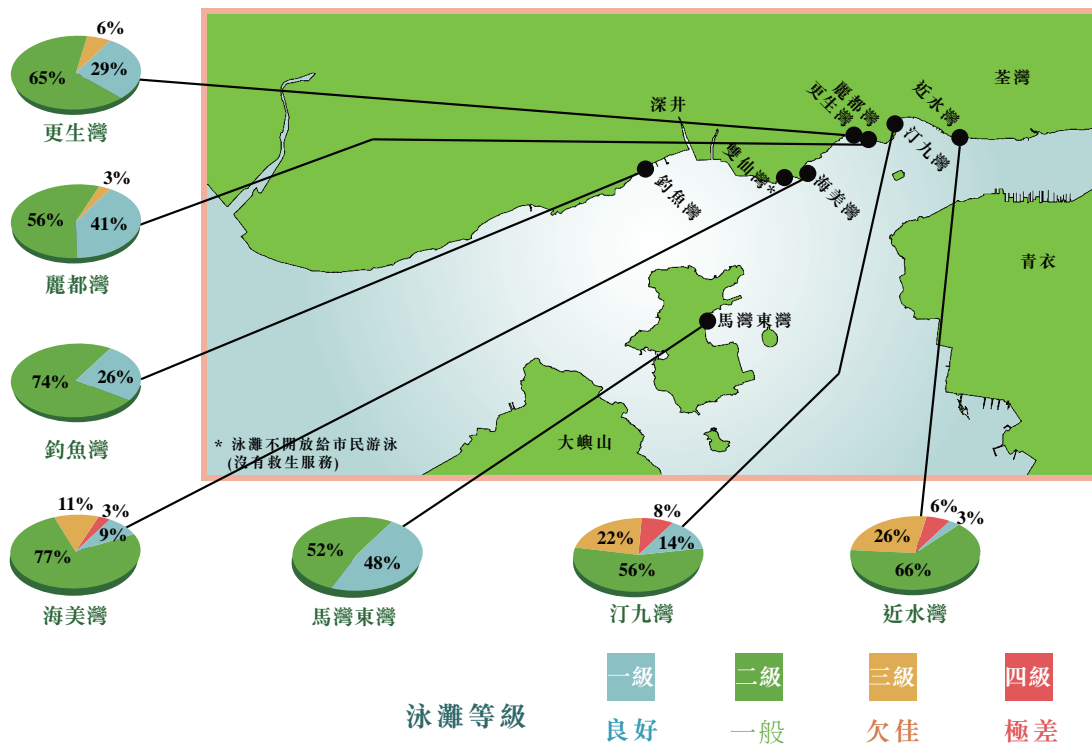 6%
29%
65%
更生灣
3%
56%
41%
麗都灣
74%
26%
釣魚灣
11%
3%
9%
77%
海美灣
52%
48%
馬灣東灣
8%
22%
14%
56%
汀九灣
6%
3%
26%
66%
近水灣
荃灣
深井
近水灣
麗都灣
更生灣
汀九灣
雙仙灣*
海美灣
釣魚灣
青衣
馬灣東灣
大嶼山
* 泳灘不開放給市民游泳
(沒有救生服務)
泳灘等級
一級
良好
二級
一般
三級
欠佳
四級
極差